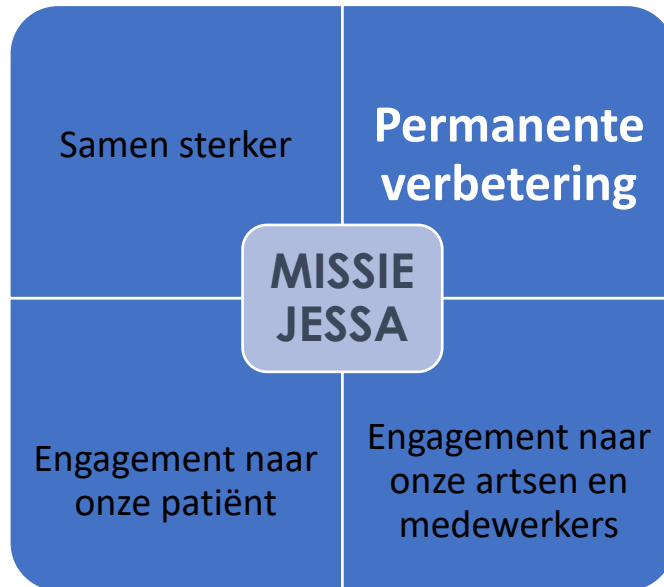 Samen sterker
Permanente
verbetering
MISSIE
JESSA
Engagement naar
onze patiënt
Engagement naar
onze artsen en
medewerkers